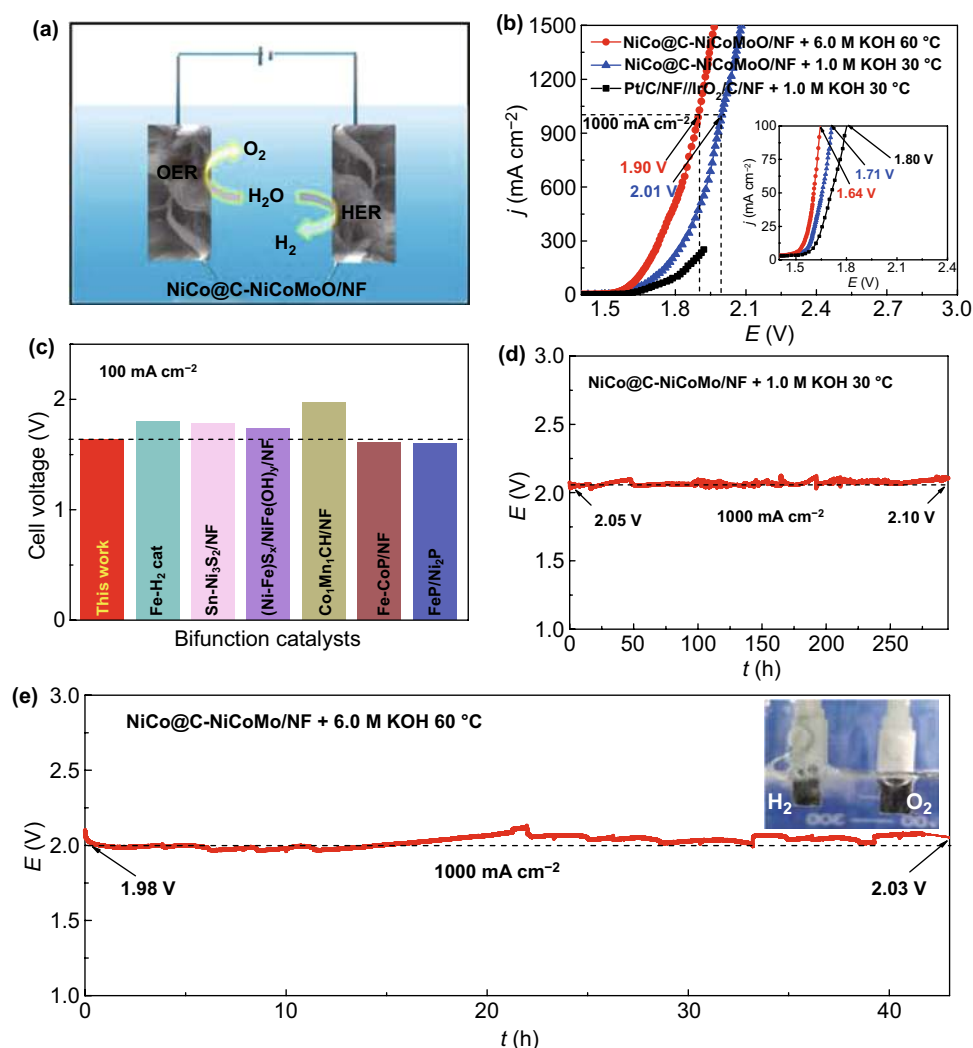 (a)
OER
O₂
H₂O
HER
H₂
NiCo@C-NiCoMoO/NF
(b)
1500
1200
900
600
300
0
j (mA cm⁻²)
NiCo@C-NiCoMoO/NF + 6.0 M KOH 60 °C
NiCo@C-NiCoMoO/NF + 1.0 M KOH 30 °C
Pt/C/NF//IrO₂/C/NF + 1.0 M KOH 30 °C
1000 mA cm⁻²
1.90 V
2.01 V
100
75
50
25
0
j (mA cm⁻²)
1.80 V
1.71 V
1.64 V
1.5 1.8 2.1 2.4
E (V)
1.5 1.8 2.1 2.4 2.7 3.0
E (V)
(c)
100 mA cm⁻²
2
1
0
Cell voltage (V)
This work
Fe-H₂ cat
Sn-Ni₃S₂/NF
(Ni-Fe)Sₓ/NiFe(OH)ᵧ/NF
Co₁Mn₁CH/NF
Fe-CoP/NF
FeP/Ni₂P
Bifunction catalysts
(d)
3.0
2.5
2.0
1.5
1.0
E (V)
NiCo@C-NiCoMo/NF + 1.0 M KOH 30 °C
2.05 V
1000 mA cm⁻²
2.10 V
0 25 50 75 100 125 150 175 200 250
t (h)
(e)
3.0
2.5
2.0
1.5
1.0
E (V)
NiCo@C-NiCoMo/NF + 6.0 M KOH 60 °C
H₂
O₂
1.98 V
1000 mA cm⁻²
2.03 V
0 10 20 30 40
t (h)